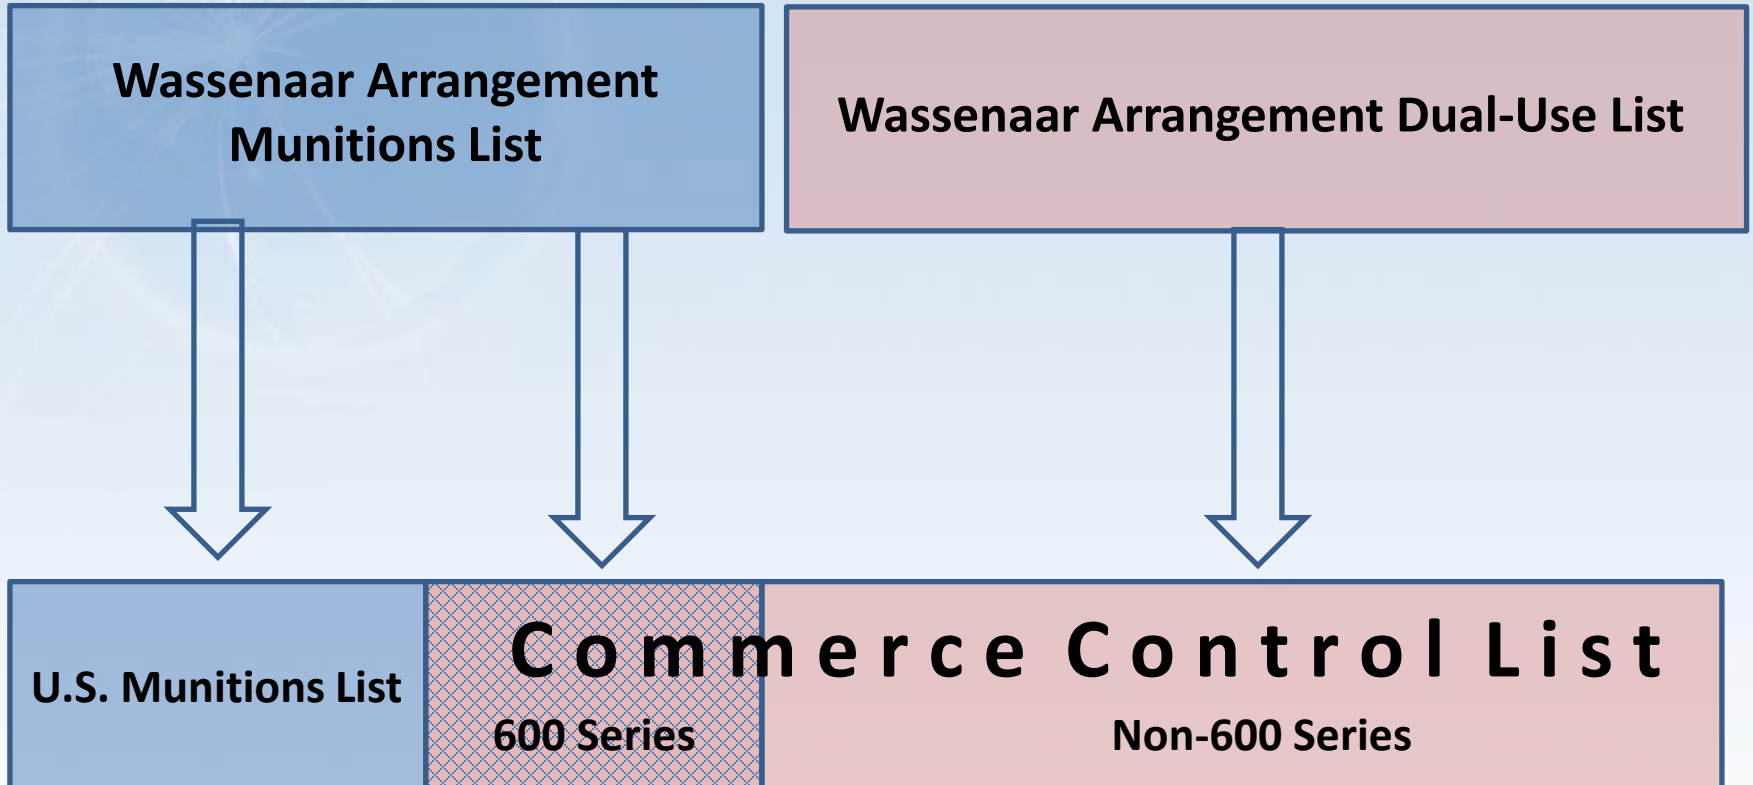 Wassenaar Arrangement
Munitions List
Wassenaar Arrangement Dual-Use List
U.S. Munitions List
Commerce Control List
600 Series
Non-600 Series